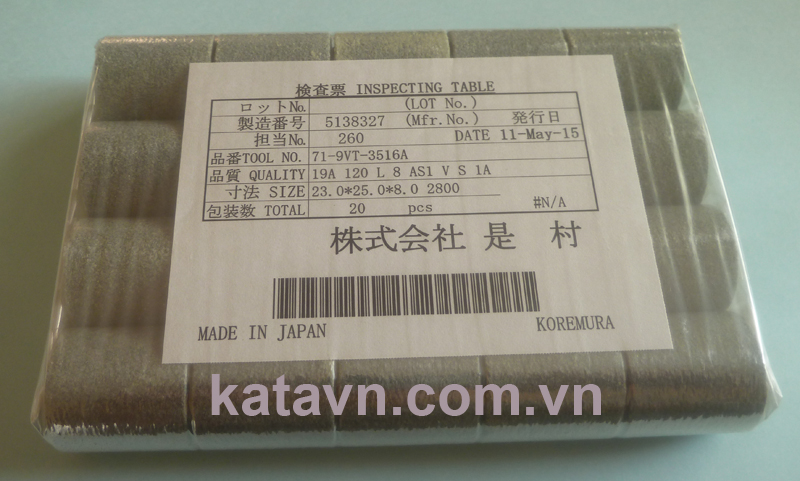 検査票 INSPECTING TABLE
ロットNo. (LOT No.)
製造番号 5138327 (Mfr.No.) 発行日
担当No. 260 DATE 11-May-15
品番TOOL NO. 71-9VT-3516A
品質 QUALITY 19A 120 L 8 AS1 V S 1A
寸法 SIZE 23.0*25.0*8.0 2800
包装数 TOTAL 20 pcs #N/A
株式会社 是 村
MADE IN JAPAN KOREMURA
katavn.com.vn